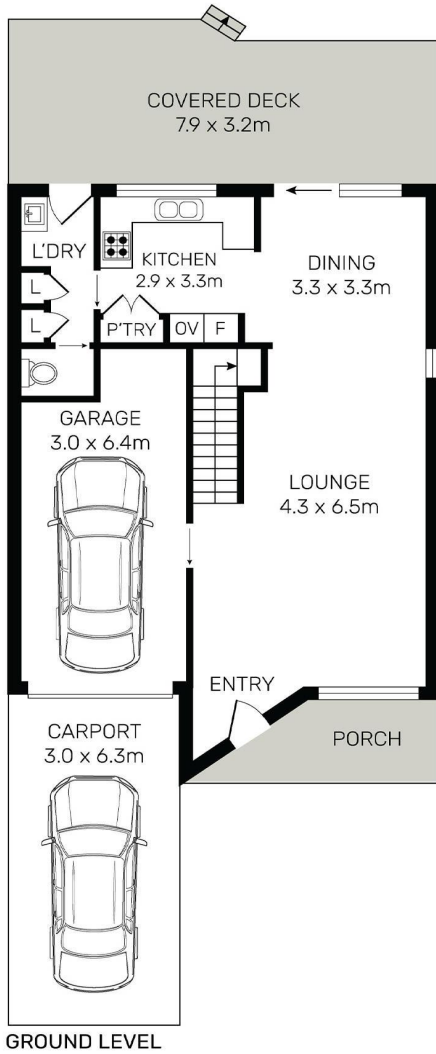 COVERED DECK
7.9 x 3.2m
L'DRY
KITCHEN
2.9 x 3.3m
DINING
3.3 x 3.3m
L
L
P'TRY
OV
F
GARAGE
3.0 x 6.4m
LOUNGE
4.3 x 6.5m
ENTRY
CARPORT
3.0 x 6.3m
PORCH
GROUND LEVEL